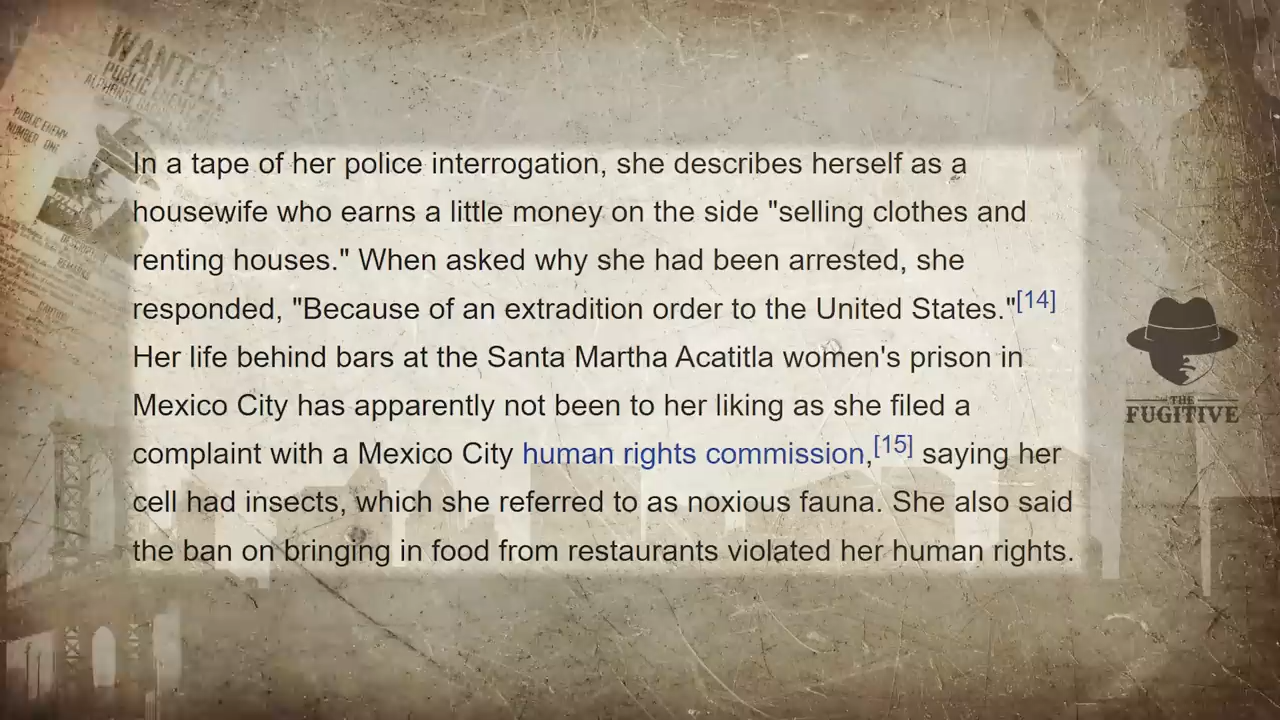 WANTED
PUBLIC ENEMY
PUBLIC ENEMY
NUMBER ONE
In a tape of her police interrogation, she describes herself as a
housewife who earns a little money on the side "selling clothes and
renting houses." When asked why she had been arrested, she
responded, "Because of an extradition order to the United States."[14]
Her life behind bars at the Santa Martha Acatitla women's prison in
Mexico City has apparently not been to her liking as she filed a
complaint with a Mexico City human rights commission,[15] saying her
cell had insects, which she referred to as noxious fauna. She also said
the ban on bringing in food from restaurants violated her human rights.
THE
FUGITIVE